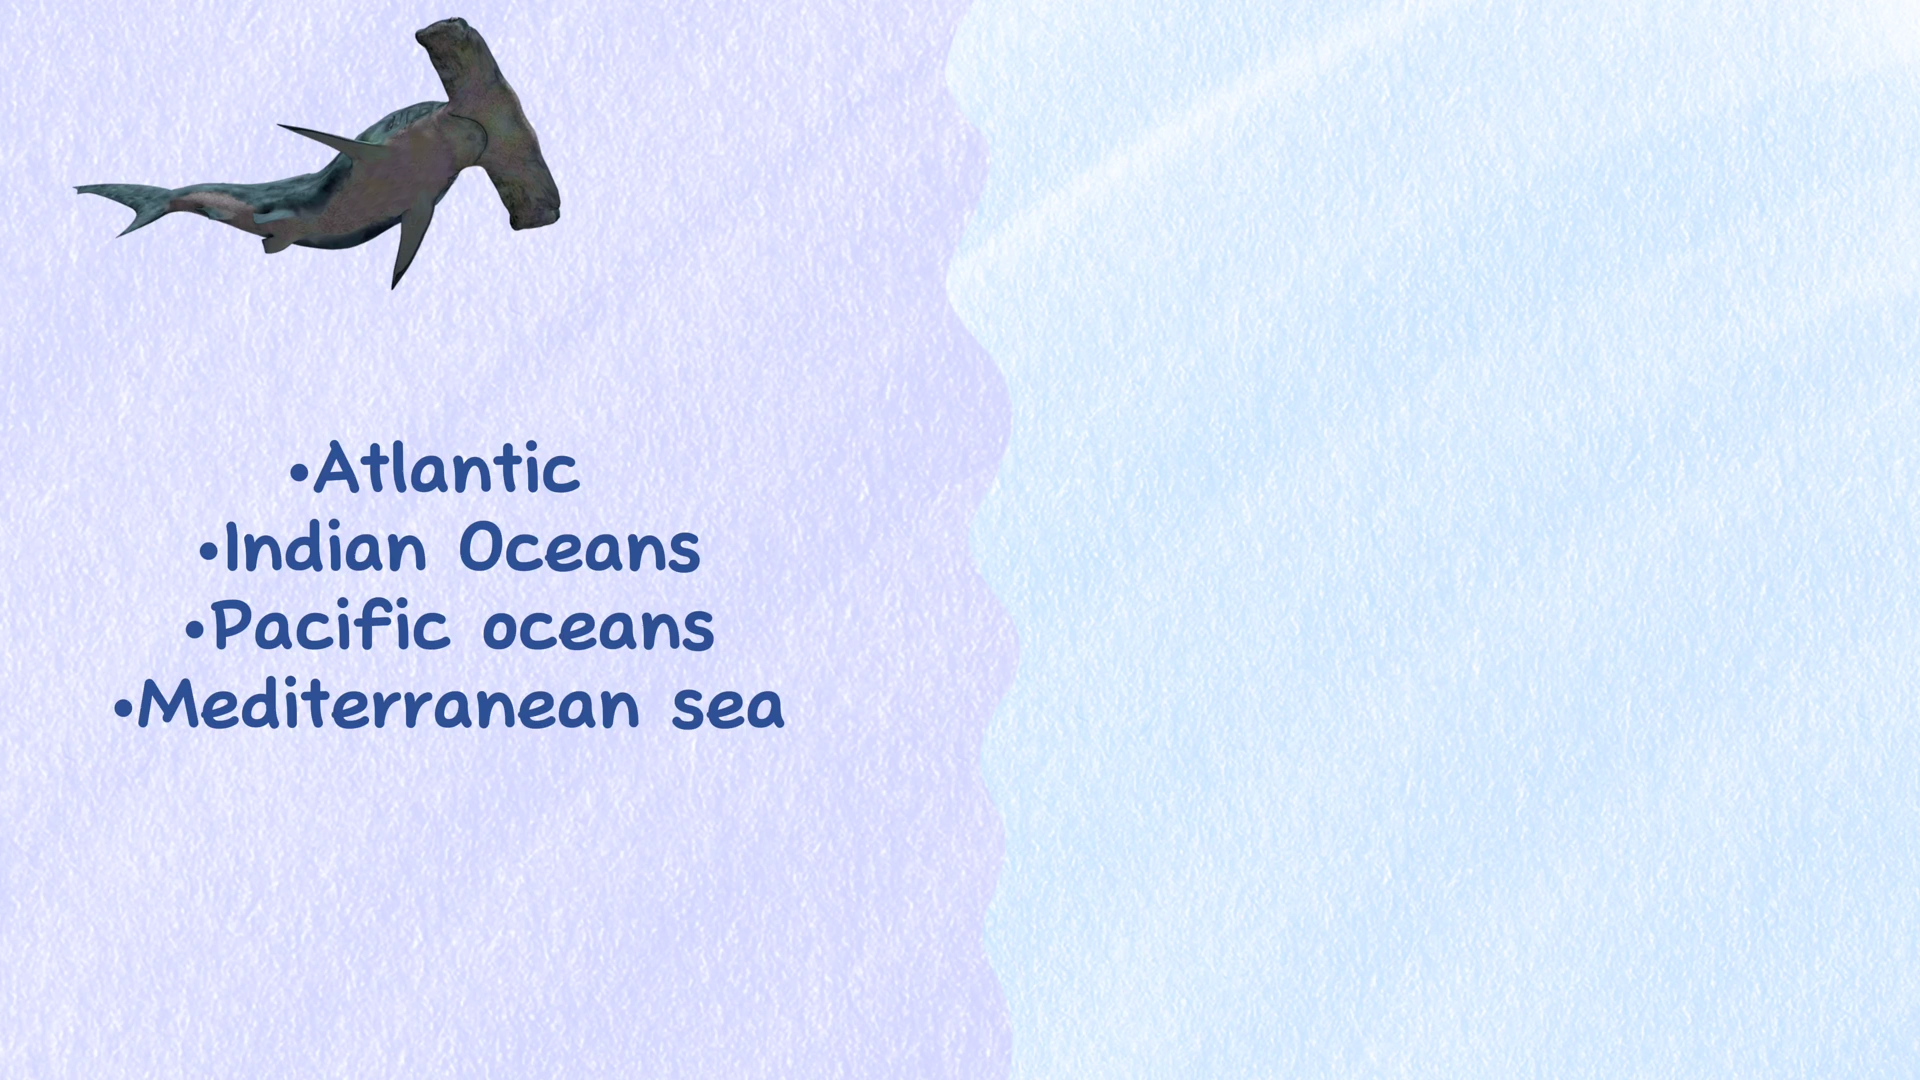 •Atlantic
•Indian Oceans
•Pacific oceans
•Mediterranean sea